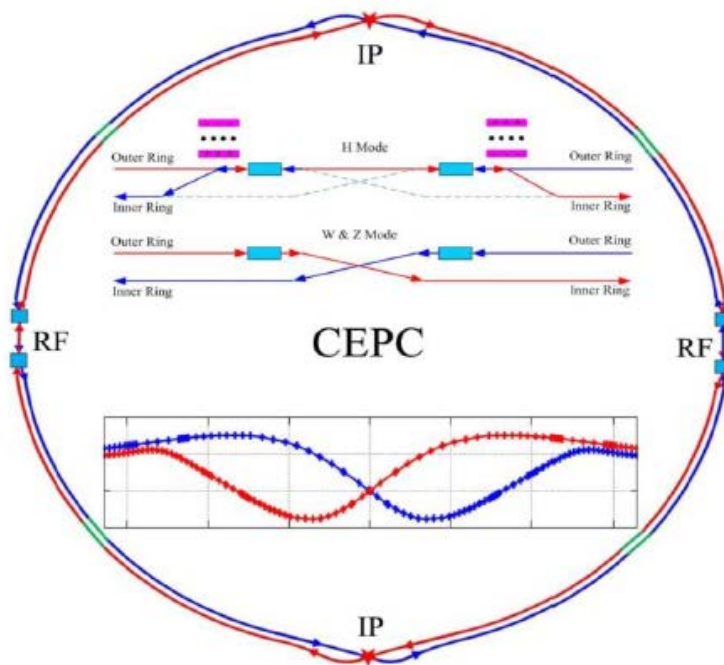 IP
H Mode
Outer Ring
Outer Ring
Inner Ring
Inner Ring
W & Z Mode
Outer Ring
Outer Ring
Inner Ring
Inner Ring
RF
CEPC
RF
IP